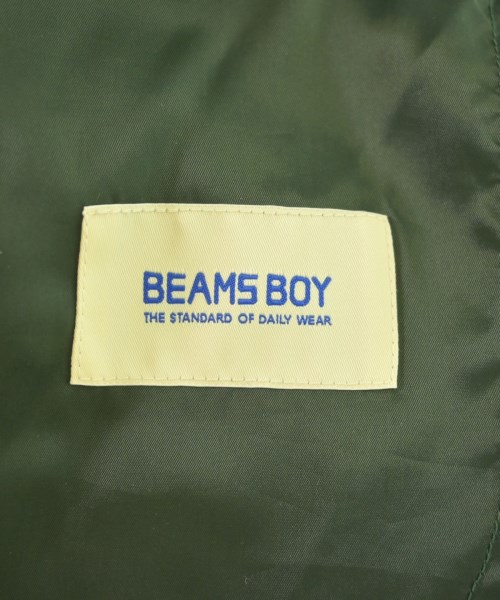 BEAMS BOY
THE STANDARD OF DAILY WEAR